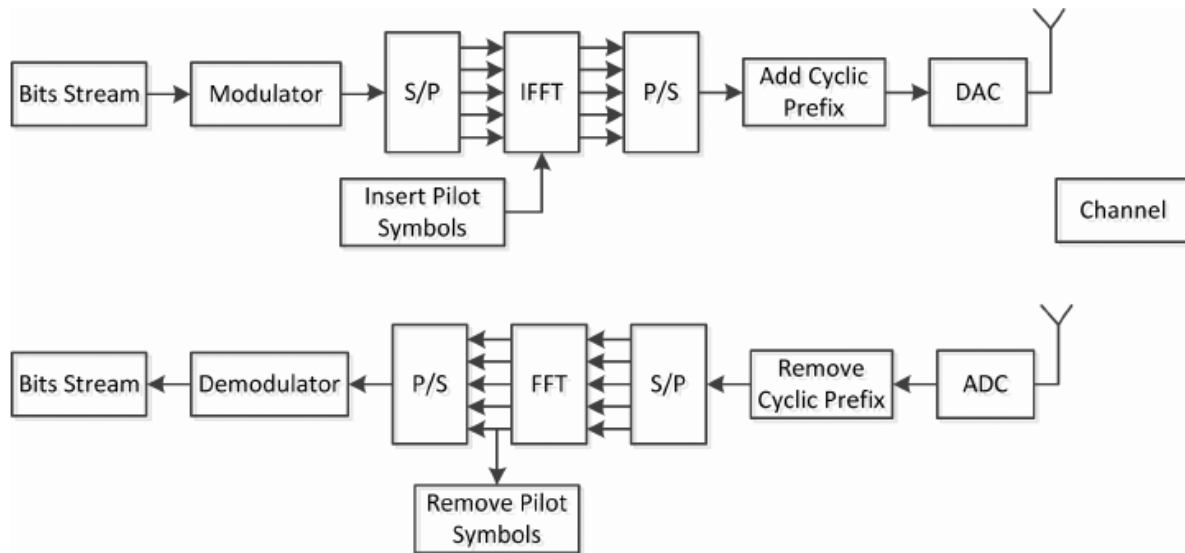 Bits Stream
Modulator
S/P
IFFT
P/S
Add Cyclic
Prefix
DAC
Insert Pilot
Symbols
Channel
Bits Stream
Demodulator
P/S
FFT
S/P
Remove
Cyclic Prefix
ADC
Remove Pilot
Symbols